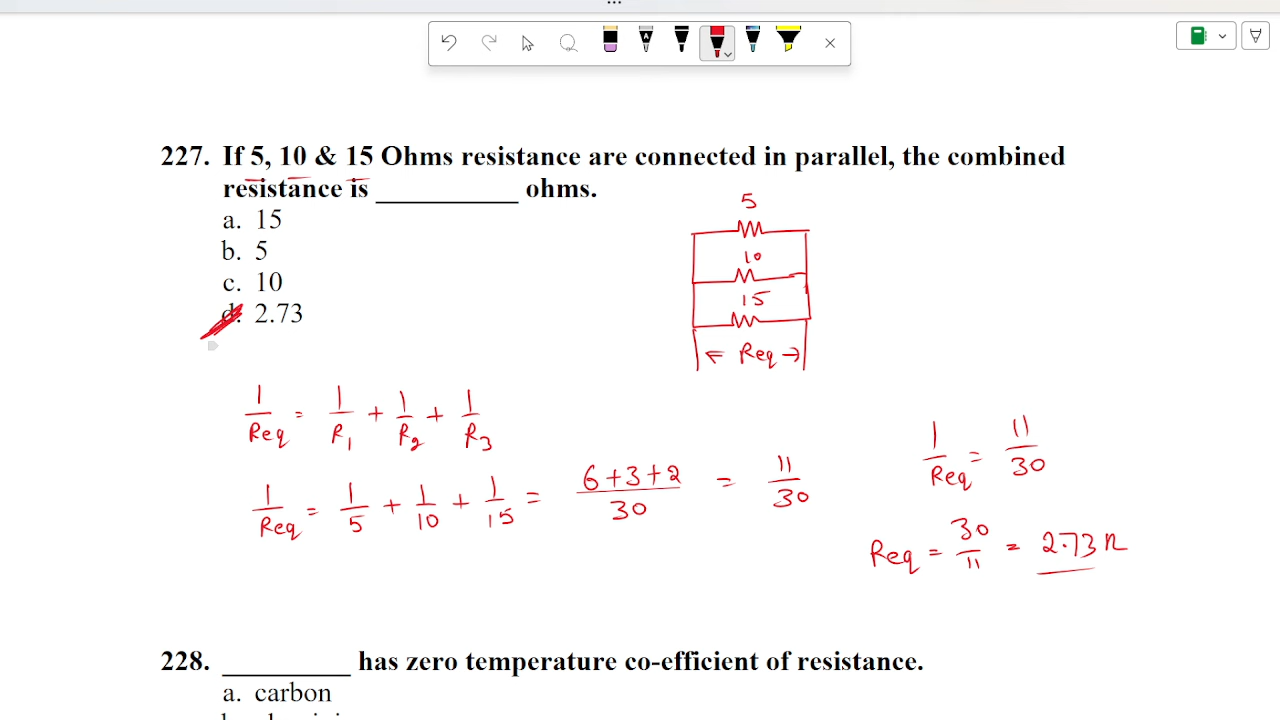 227. If 5, 10 & 15 Ohms resistance are connected in parallel, the combined
resistance is __________ ohms.
a. 15
b. 5
c. 10
d. 2.73
5
10
15
← Req →
1/Req = 1/R1 + 1/R2 + 1/R3
1/Req = 1/5 + 1/10 + 1/15 = 6+3+2/30 = 11/30
1/Req = 11/30
Req = 30/11 = 2.73 Ω
228. _________ has zero temperature co-efficient of resistance.
a. carbon